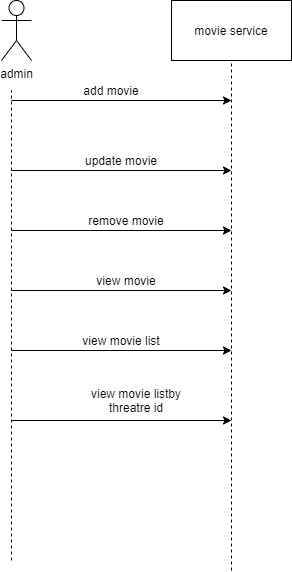 movie service
admin
add movie
update movie
remove movie
view movie
view movie list
view movie listby
threatre id